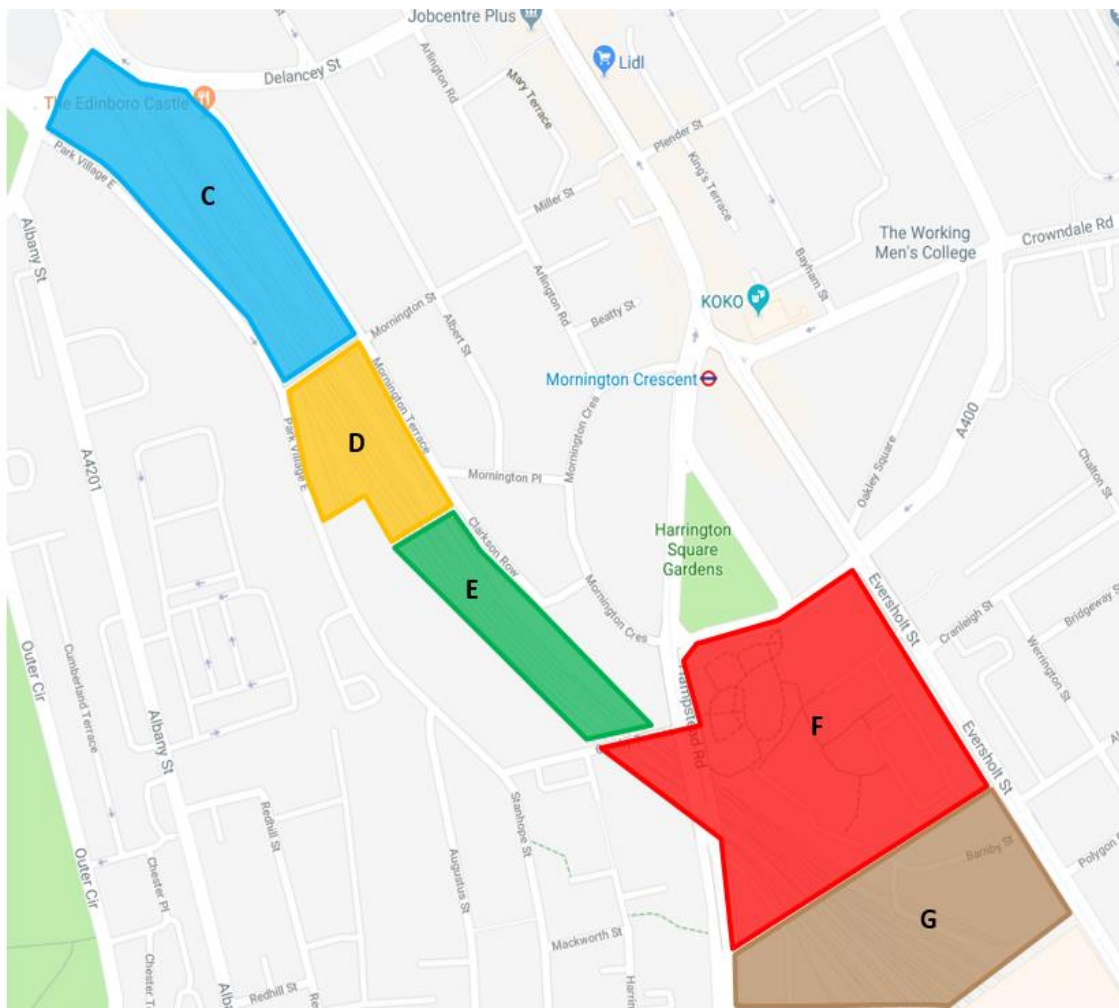 Jobcentre Plus
Lidl
Delancey St
Arlington Rd
Mary Terrace
The Edinboro Castle
Plender St
Park Village E
King's Terrace
C
Miller St
The Working
Men's College
Crowndale Rd
Albany St
Arlington Rd
Bayham St
KOKO
Mornington St
Albert St
Beatty St
Mornington Crescent
Mornington Terrace
Mornington Cres
A400
D
Park Village E
A4201
Oakley Square
Chalton St
Mornington Pl
Clarkson Row
Harrington
Square
Gardens
E
Mornington Cres
Eversholt St
Cranleigh St
Bridgeway St
Werrington St
Outer Cir
Cumberland Terrace
Albany St
Hampstead Rd
F
Eversholt St
Redhill St
Stanhope St
Barnby St
Polygon
Outer Cir
Chester Pl
Augustus St
G
Mackworth St
Chester T
Redhill St